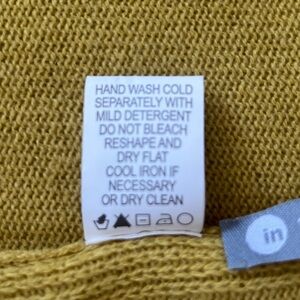 HAND WASH COLD
SEPARATELY WITH
MILD DETERGENT
DO NOT BLEACH
RESHAPE AND
DRY FLAT
COOL IRON IF
NECESSARY
OR DRY CLEAN
in